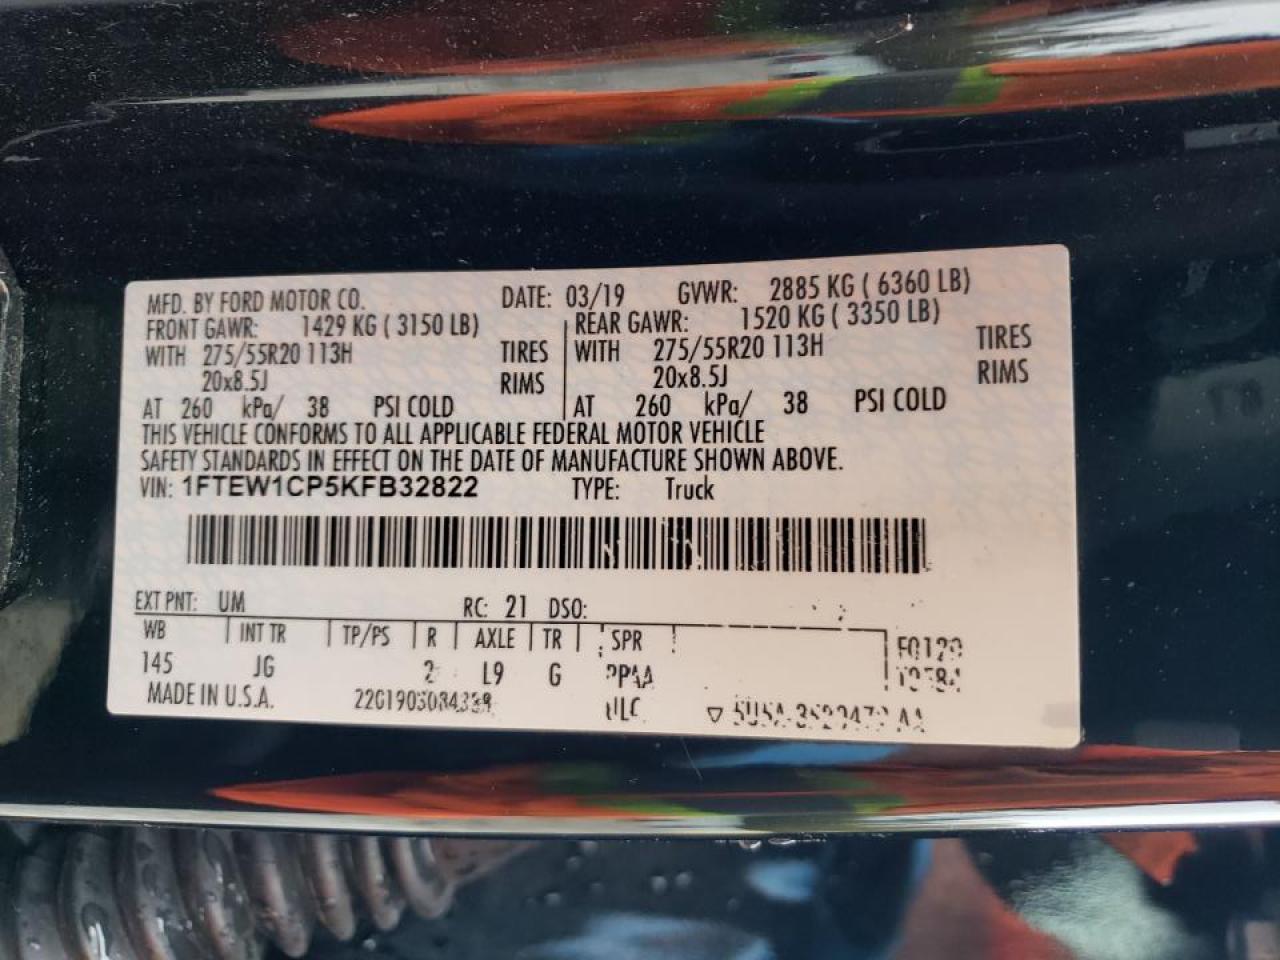 MFD. BY FORD MOTOR CO. DATE: 03/19 GVWR: 2885 KG ( 6360 LB)
FRONT GAWR: 1429 KG ( 3150 LB) REAR GAWR: 1520 KG ( 3350 LB)
WITH 275/55R20 113H TIRES WITH 275/55R20 113H TIRES
20x8.5J RIMS 20x8.5J RIMS
AT 260 kPa/ 38 PSI COLD AT 260 kPa/ 38 PSI COLD
THIS VEHICLE CONFORMS TO ALL APPLICABLE FEDERAL MOTOR VEHICLE
SAFETY STANDARDS IN EFFECT ON THE DATE OF MANUFACTURE SHOWN ABOVE.
VIN: 1FTEW1CP5KFB32822 TYPE: Truck
EXT PNT: UM RC: 21 DSO:
WB INT TR TP/PS R AXLE TR SPR
145 JG 2 L9 G
MADE IN U.S.A.